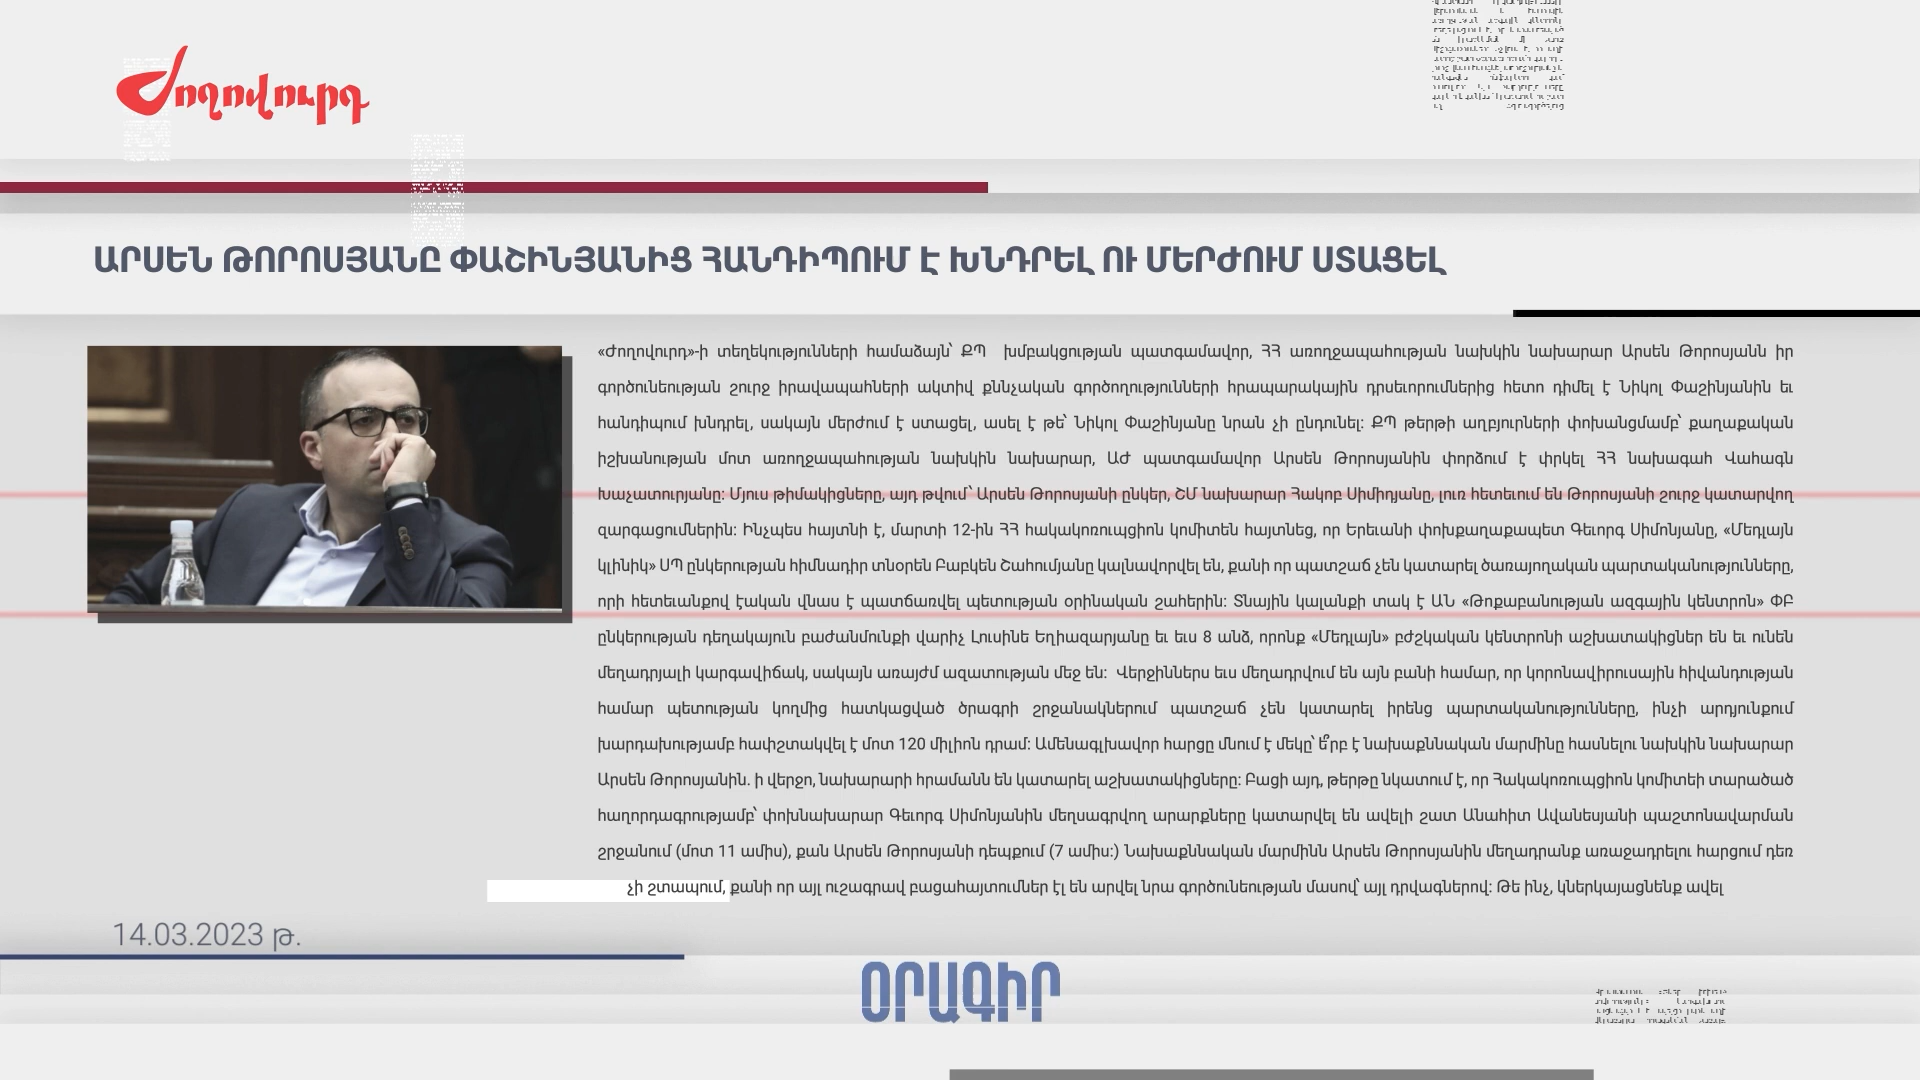 Ժողովուրդ
ԱՐՍԵՆ ԹՈՐՈՍՅԱՆԸ ՓԱՇԻՆՅԱՆԻՑ ՀԱՆԴԻՊՈՒՄ Է ԽՆԴՐԵԼ ՈՒ ՄԵՐԺՈՒՄ ՍՏԱՑԵԼ
«Ժողովուրդ»-ի տեղեկությունների համաձայն՝ ՔՊ խմբակցության պատգամավոր, ՀՀ առողջապահության նախկին նախարար Արսեն Թորոսյանն իր
գործունեության շուրջ իրավապահների ակտիվ քննչական գործողությունների հրապարակային դրսեւորումներից հետո դիմել է Նիկոլ Փաշինյանին եւ
հանդիպում խնդրել, սակայն մերժում է ստացել, ասել է թե՝ Նիկոլ Փաշինյանը նրան չի ընդունել: ՔՊ թերթի աղբյուրների փոխանցմամբ՝ քաղաքական
իշխանության մոտ առողջապահության նախկին նախարար, ԱԺ պատգամավոր Արսեն Թորոսյանին փորձում է փրկել ՀՀ նախագահ Վահագն
Խաչատուրյանը: Մյուս թիմակիցները, այդ թվում՝ Արսեն Թորոսյանի ընկեր, ՇՄ նախարար Հակոբ Սիմիդյանը, լուռ հետեւում են Թորոսյանի շուրջ կատարվող
զարգացումներին: Ինչպես հայտնի է, մարտի 12-ին ՀՀ հակակոռուպցիոն կոմիտեն հայտնեց, որ Երեւանի փոխքաղաքապետ Գեւորգ Սիմոնյանը, «Մեդլայն
կլինիկ» ՍՊ ընկերության հիմնադիր տնօրեն Բաբկեն Շահումյանը կալնավորվել են, քանի որ պատշաճ չեն կատարել ծառայողական պարտականությունները,
որի հետեւանքով էական վնաս է պատճառվել պետության օրինական շահերին: Տնային կալանքի տակ է ԱՆ «Թոքաբանության ազգային կենտրոն» ՓԲ
ընկերության դեղակայուն բաժանմունքի վարիչ Լուսինե Եղիազարյանը եւ եւս 8 անձ, որոնք «Մեդլայն» բժշկական կենտրոնի աշխատակիցներ են եւ ունեն
մեղադրյալի կարգավիճակ, սակայն առայժմ ազատության մեջ են: Վերջիններս եւս մեղադրվում են այն բանի համար, որ կորոնավիրուսային հիվանդության
համար պետության կողմից հատկացված ծրագրի շրջանակներում պատշաճ չեն կատարել իրենց պարտականությունները, ինչի արդյունքում
խարդախությամբ հափշտակվել է մոտ 120 միլիոն դրամ: Ամենագլխավոր հարցը մնում է մեկը՝ ե՞րբ է նախաքննական մարմինը հասնելու նախկին նախարար
Արսեն Թորոսյանին. ի վերջո, նախարարի հրամանն են կատարել աշխատակիցները: Բացի այդ, թերթը նկատում է, որ Հակակոռուպցիոն կոմիտեի տարածած
հաղորդագրությամբ՝ փոխնախարար Գեւորգ Սիմոնյանին մեղսագրվող արարքները կատարվել են ավելի շատ Անահիտ Ավանեսյանի պաշտոնավարման
շրջանում (մոտ 11 ամիս), քան Արսեն Թորոսյանի դեպքում (7 ամիս:) Նախաքննական մարմինն Արսեն Թորոսյանին մեղադրանք առաջադրելու հարցում դեռ
չի շտապում, քանի որ այլ ուշագրավ բացահայտումներ էլ են արվել նրա գործունեության մասով՝ այլ դրվագներով: Թե ինչ, կներկայացնենք ավել
14.03.2023 թ.
ՕՐԱԳԻՐ